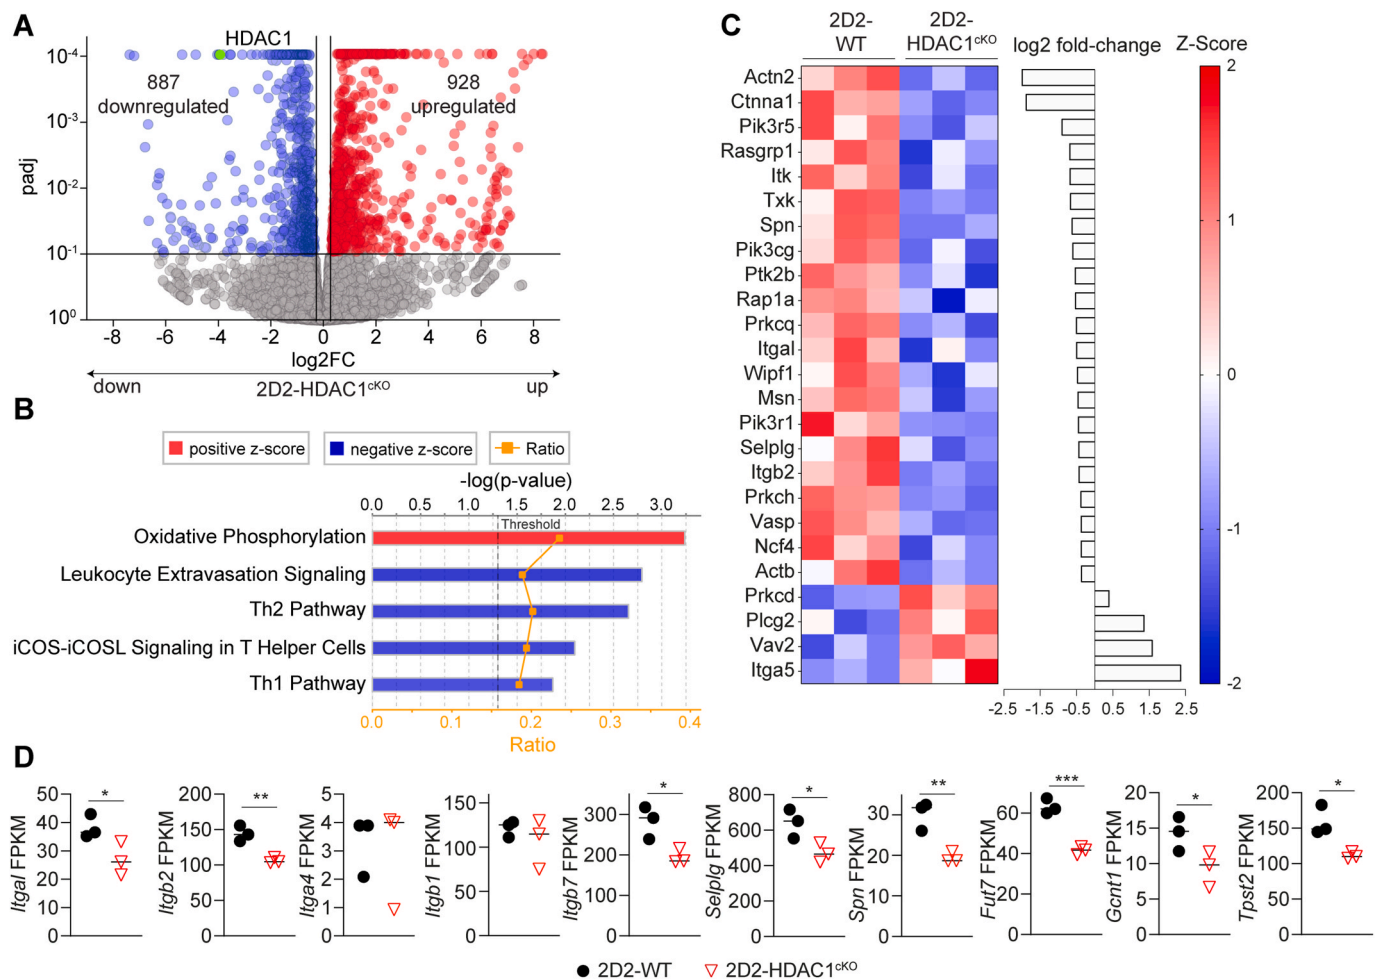 A
HDAC1
887
downregulated
928
upregulated
padj
10-4
10-3
10-2
10-1
100
-8 -6 -4 -2 0 2 4 6 8
log2FC
down 2D2-HDAC1cKO up
B
positive z-score negative z-score Ratio
-log(p-value)
0.0 0.5 1.0 1.5 2.0 2.5 3.0
Threshold
Oxidative Phosphorylation
Leukocyte Extravasation Signaling
Th2 Pathway
iCOS-iCOSL Signaling in T Helper Cells
Th1 Pathway
0.0 0.1 0.2 0.3 0.4
Ratio
C
2D2-
WT
2D2-
HDAC1cKO
log2 fold-change
Z-Score
Actn2
Ctnna1
Pik3r5
Rasgrp1
Itk
Txk
Spn
Pik3cg
Ptk2b
Rap1a
Prkcq
Itgal
Wipf1
Msn
Pik3r1
Selplg
Itgb2
Prkch
Vasp
Ncf4
Actb
Prkcd
Plcg2
Vav2
Itga5
-2.5 -1.5 -0.5 0.5 1.5 2.5
2
1
0
-1
-2
D
Itgal FPKM
50
40
30
20
10
0
*
Itgb2 FPKM
200
150
100
50
0
**
Itga4 FPKM
5
4
3
2
1
0
Itgb1 FPKM
150
100
50
0
Itgb7 FPKM
300
200
100
0
*
Selplg FPKM
800
600
400
200
0
*
Spn FPKM
30
20
10
0
**
Fut7 FPKM
60
40
20
0
***
Gcnt1 FPKM
20
15
10
5
0
*
Tpst2 FPKM
200
150
100
50
0
*
2D2-WT 2D2-HDAC1cKO